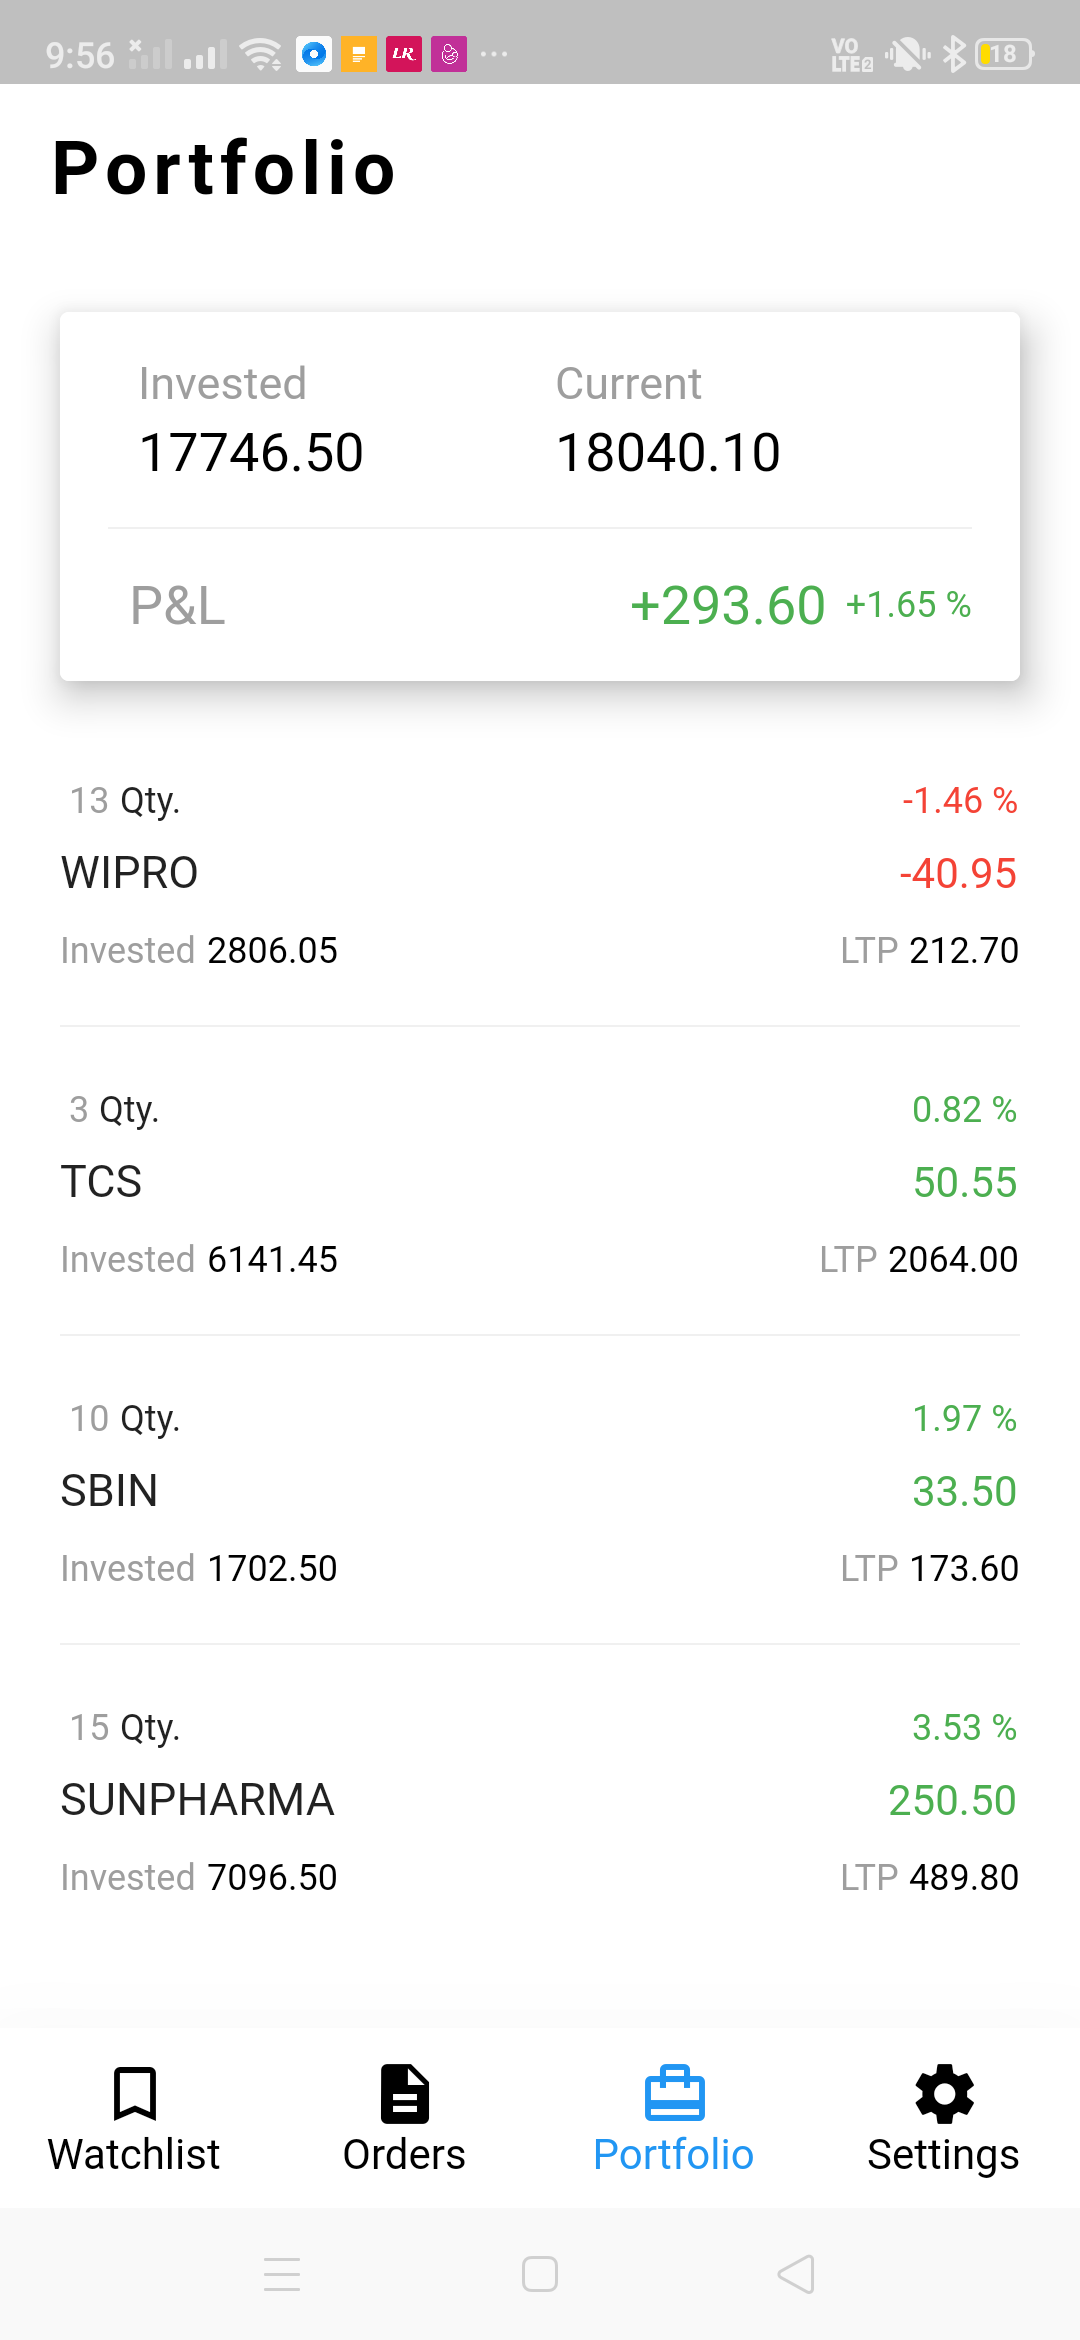 9:56 VO LTE2 18
Portfolio
Invested Current
17746.50 18040.10
P&L +293.60 +1.65 %
13 Qty. -1.46 %
WIPRO -40.95
Invested 2806.05 LTP 212.70
3 Qty. 0.82 %
TCS 50.55
Invested 6141.45 LTP 2064.00
10 Qty. 1.97 %
SBIN 33.50
Invested 1702.50 LTP 173.60
15 Qty. 3.53 %
SUNPHARMA 250.50
Invested 7096.50 LTP 489.80
Watchlist Orders Portfolio Settings